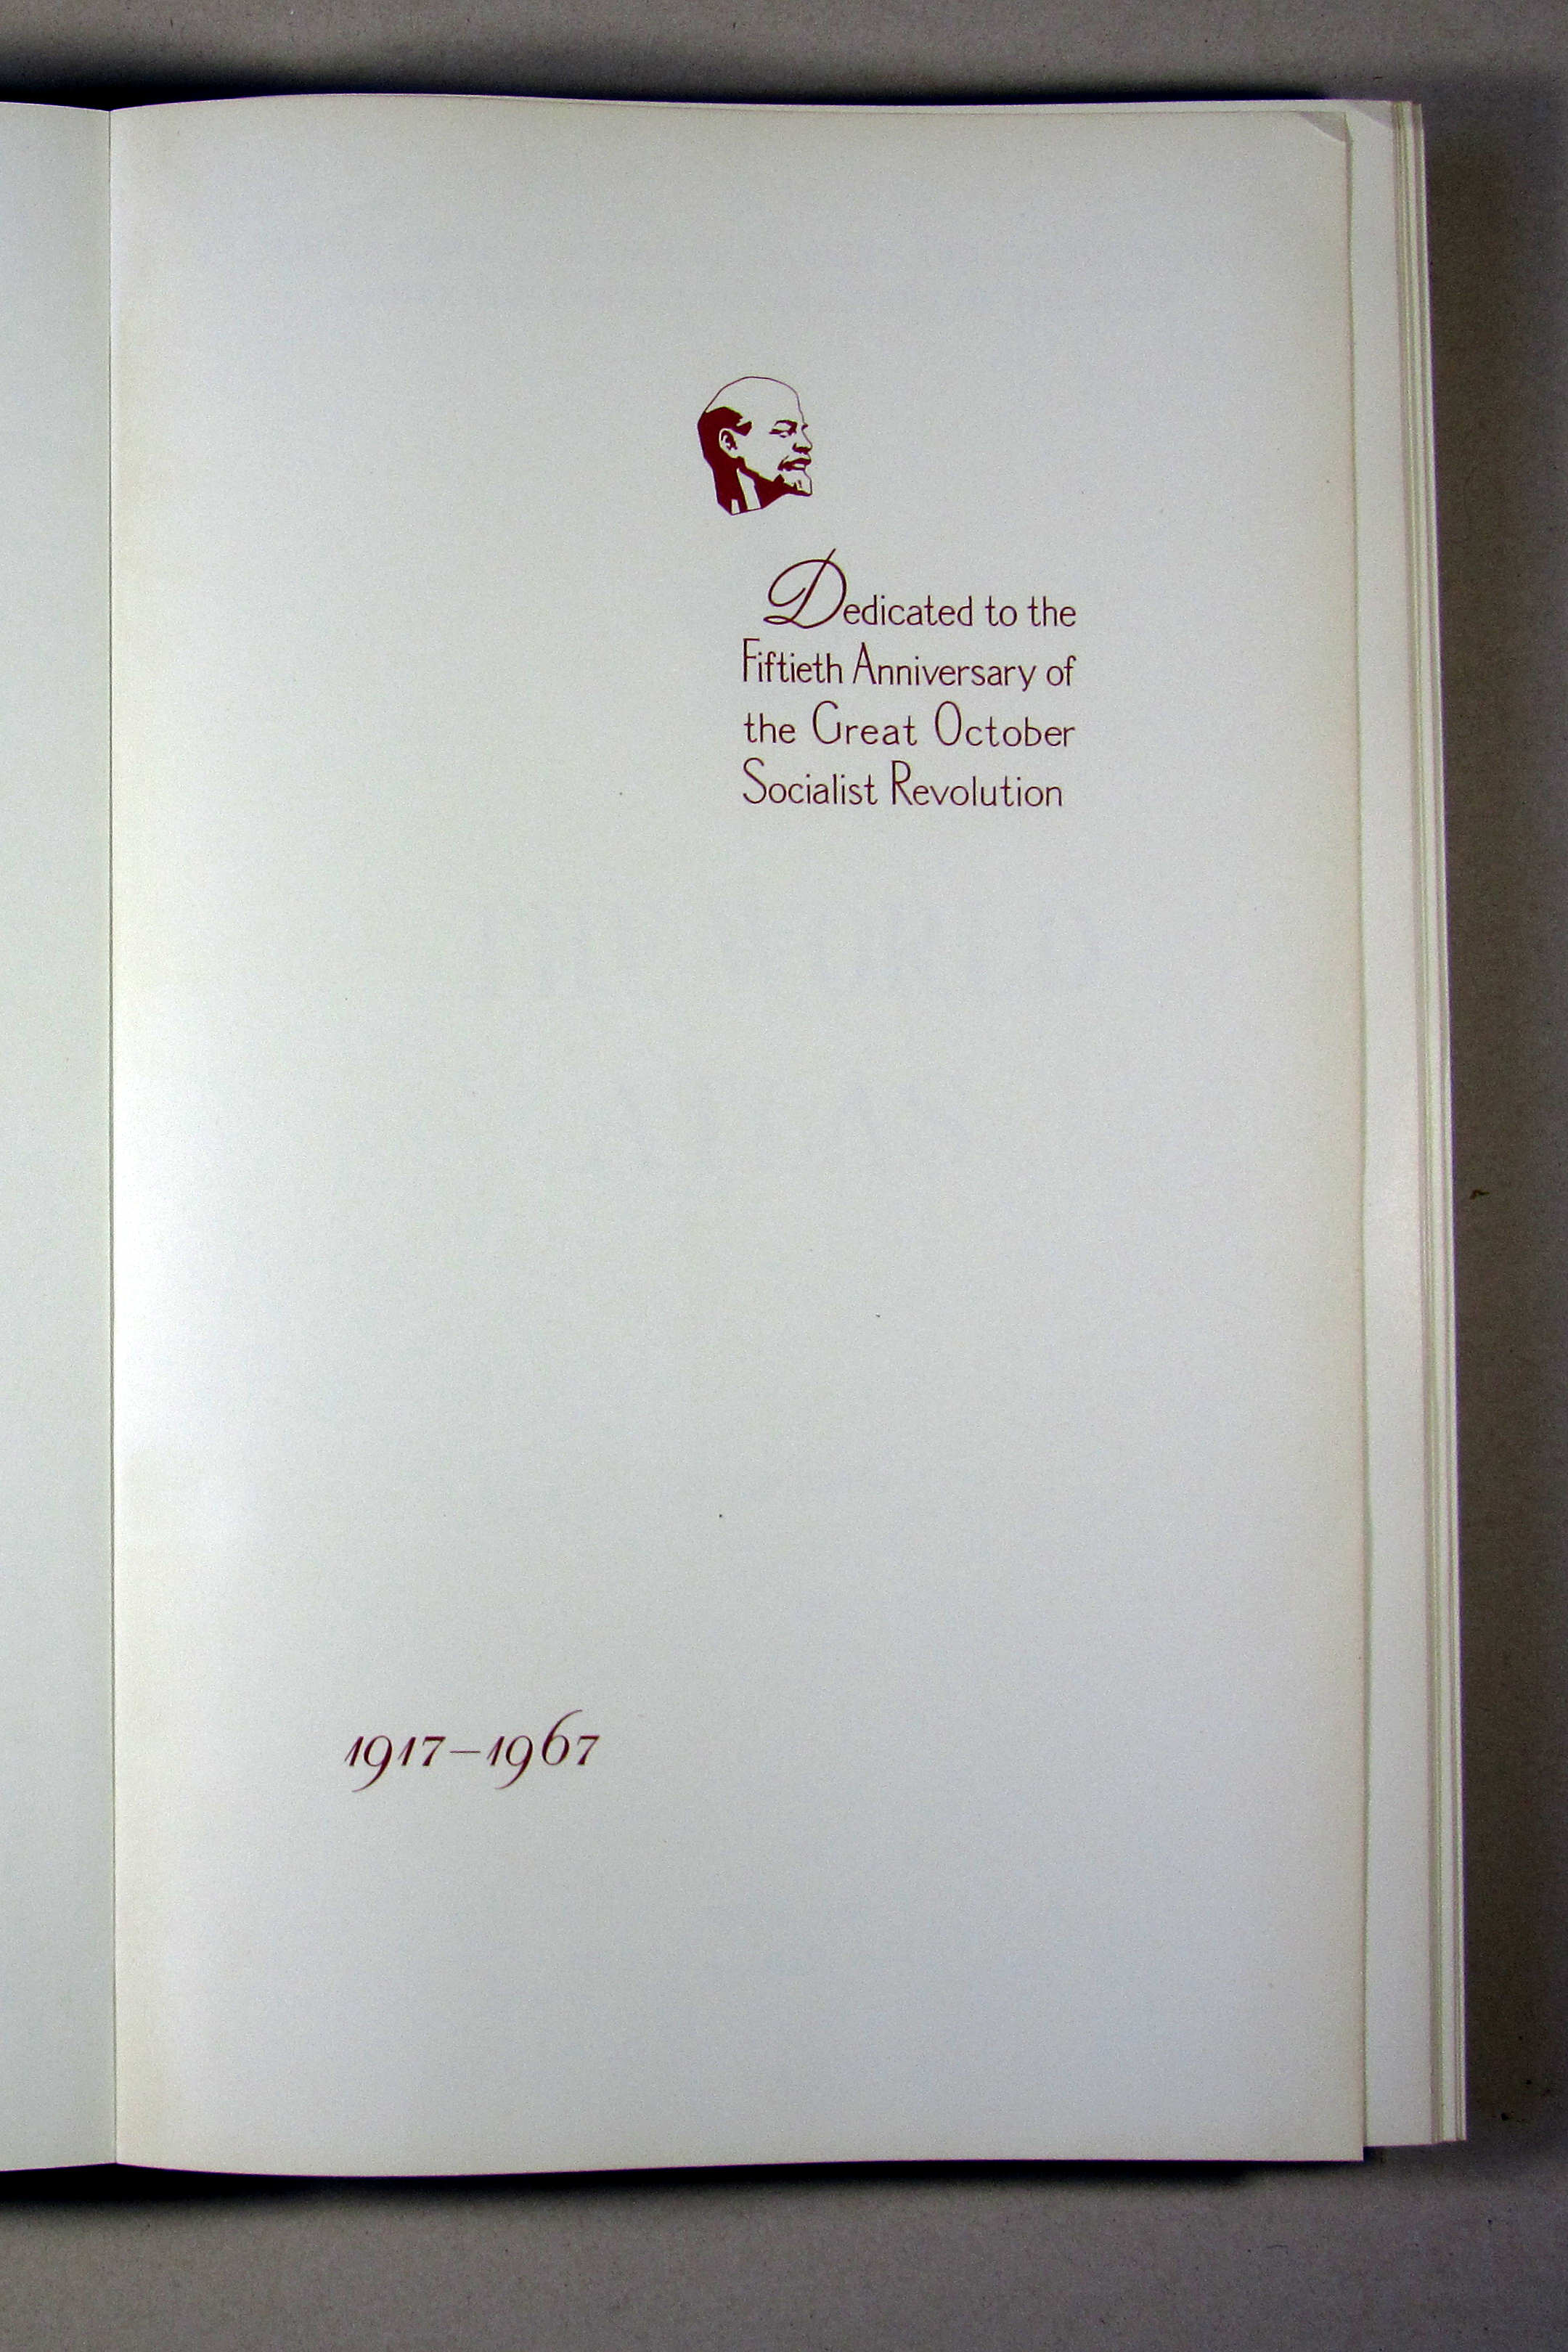 Dedicated to the
Fiftieth Anniversary of
the Great October
Socialist Revolution
1917–1967